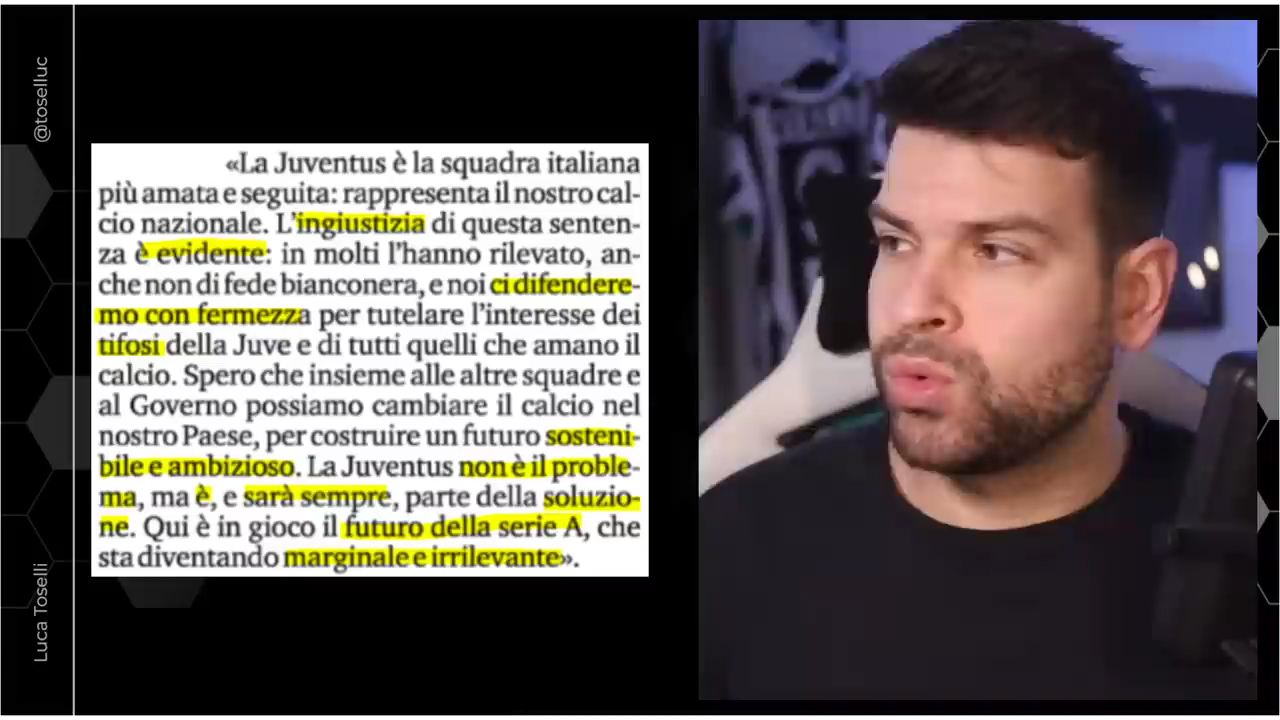 @toselluc
Luca Toselli
«La Juventus è la squadra italiana
più amata e seguita: rappresenta il nostro cal-
cio nazionale. L'ingiustizia di questa senten-
za è evidente: in molti l'hanno rilevato, an-
che non di fede bianconera, e noi ci difendere-
mo con fermezza per tutelare l'interesse dei
tifosi della Juve e di tutti quelli che amano il
calcio. Spero che insieme alle altre squadre e
al Governo possiamo cambiare il calcio nel
nostro Paese, per costruire un futuro sosteni-
bile e ambizioso. La Juventus non è il proble-
ma, ma è, e sarà sempre, parte della soluzio-
ne. Qui è in gioco il futuro della serie A, che
sta diventando marginale e irrilevante».